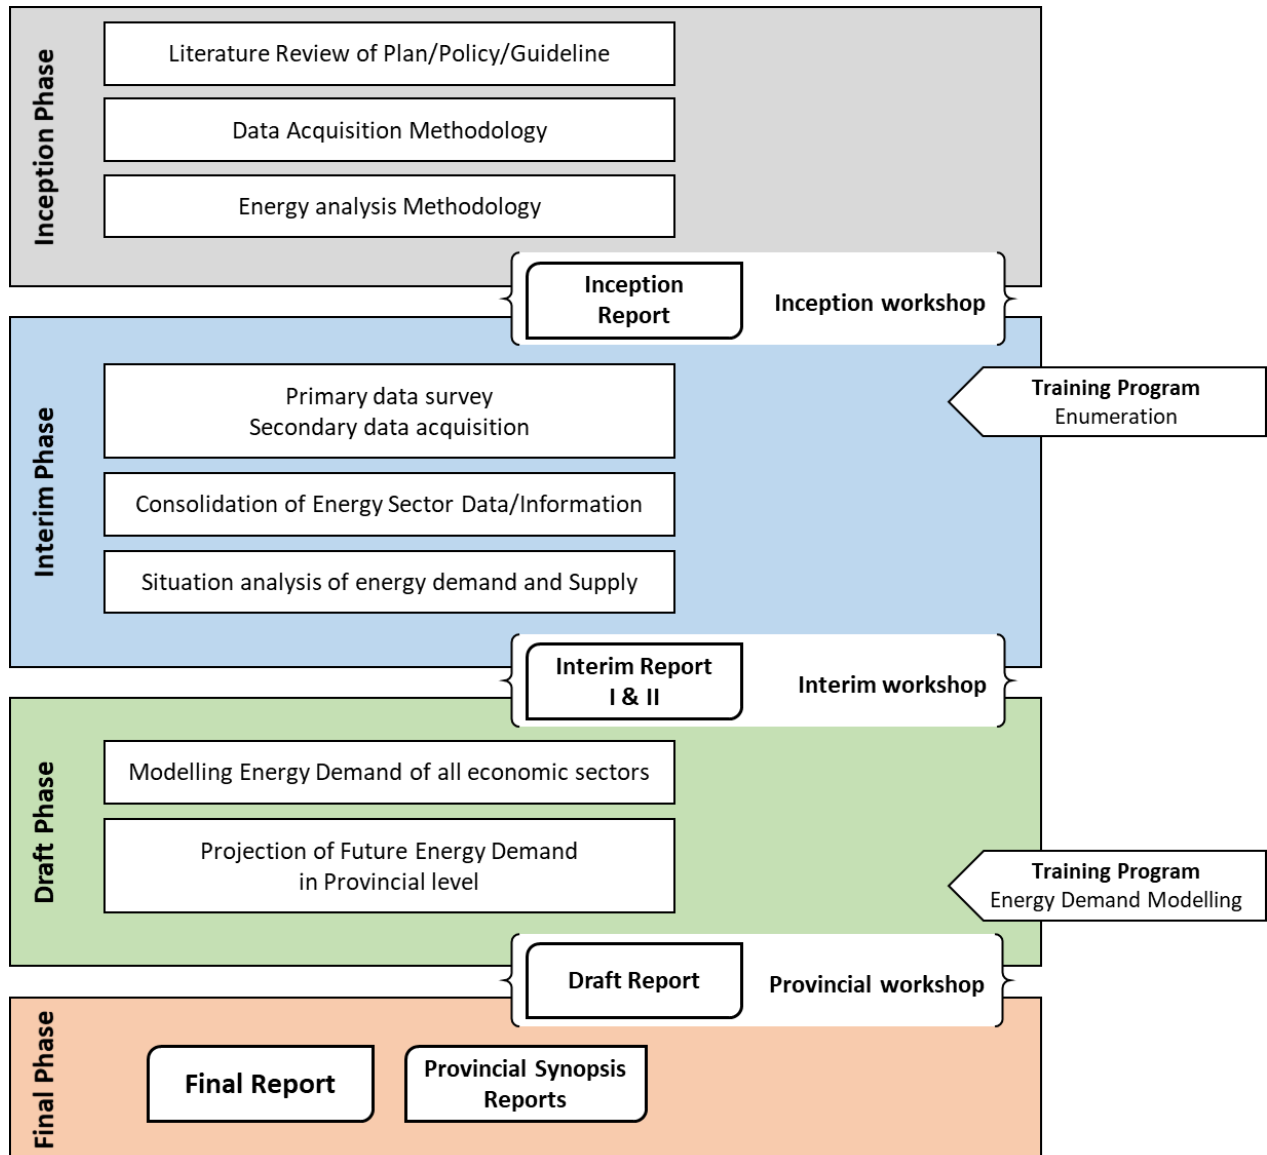 Inception Phase
Literature Review of Plan/Policy/Guideline
Data Acquisition Methodology
Energy analysis Methodology
Inception
Report
Inception workshop
Interim Phase
Primary data survey
Secondary data acquisition
Training Program
Enumeration
Consolidation of Energy Sector Data/Information
Situation analysis of energy demand and Supply
Interim Report
I & II
Interim workshop
Draft Phase
Modelling Energy Demand of all economic sectors
Projection of Future Energy Demand
in Provincial level
Training Program
Energy Demand Modelling
Draft Report
Provincial workshop
Final Phase
Final Report
Provincial Synopsis
Reports